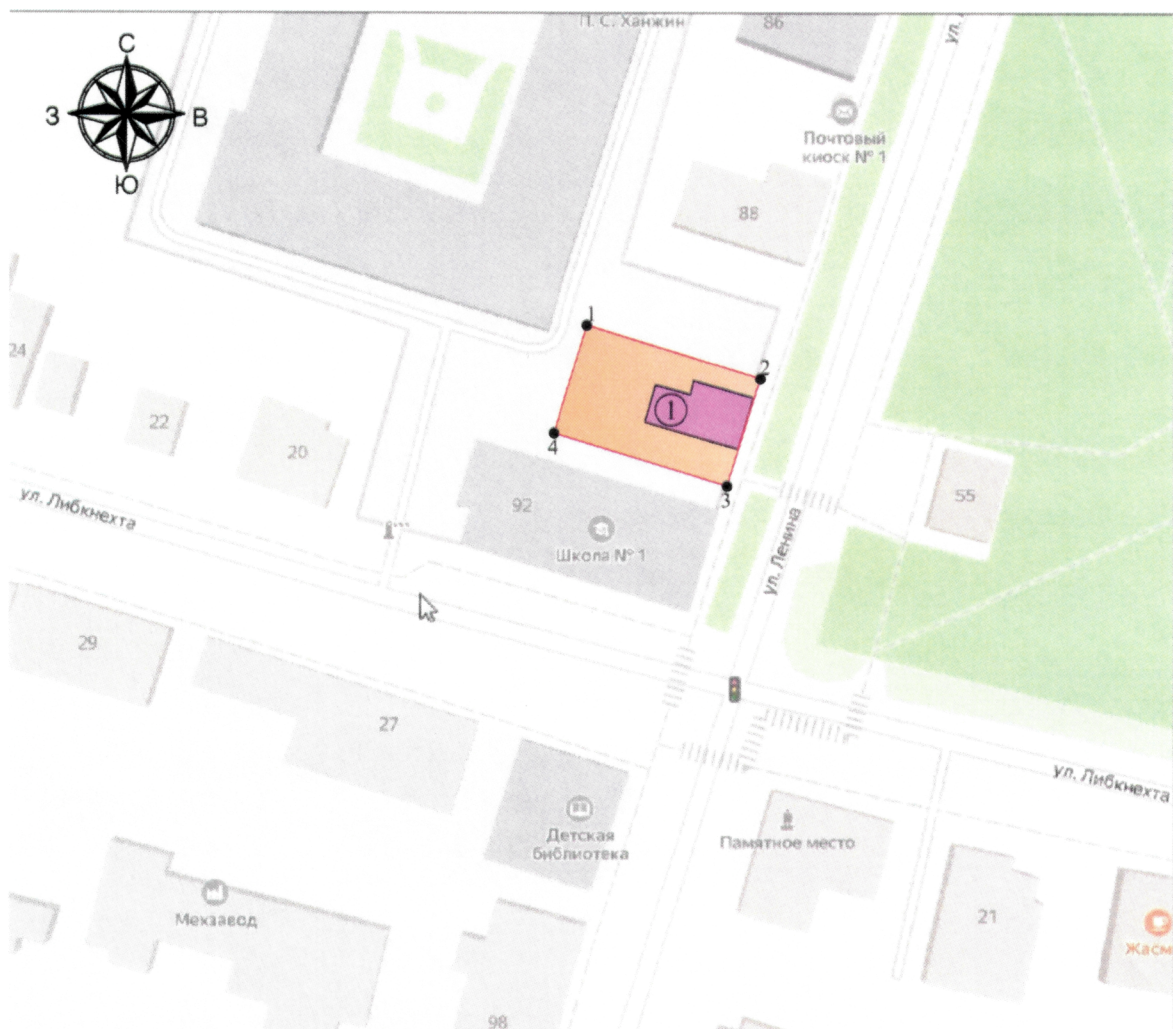 П. С. Ханжин
86
ул.
С
З
В
Ю
Почтовый
киоск № 1
88
1
24
2
22
1
20
4
3
92
55
ул. Либкнехта
Школа № 1
ул. Ленина
29
27
ул. Либкнехта
Детская
библиотека
Памятное место
Мехзавод
21
Жасм
98